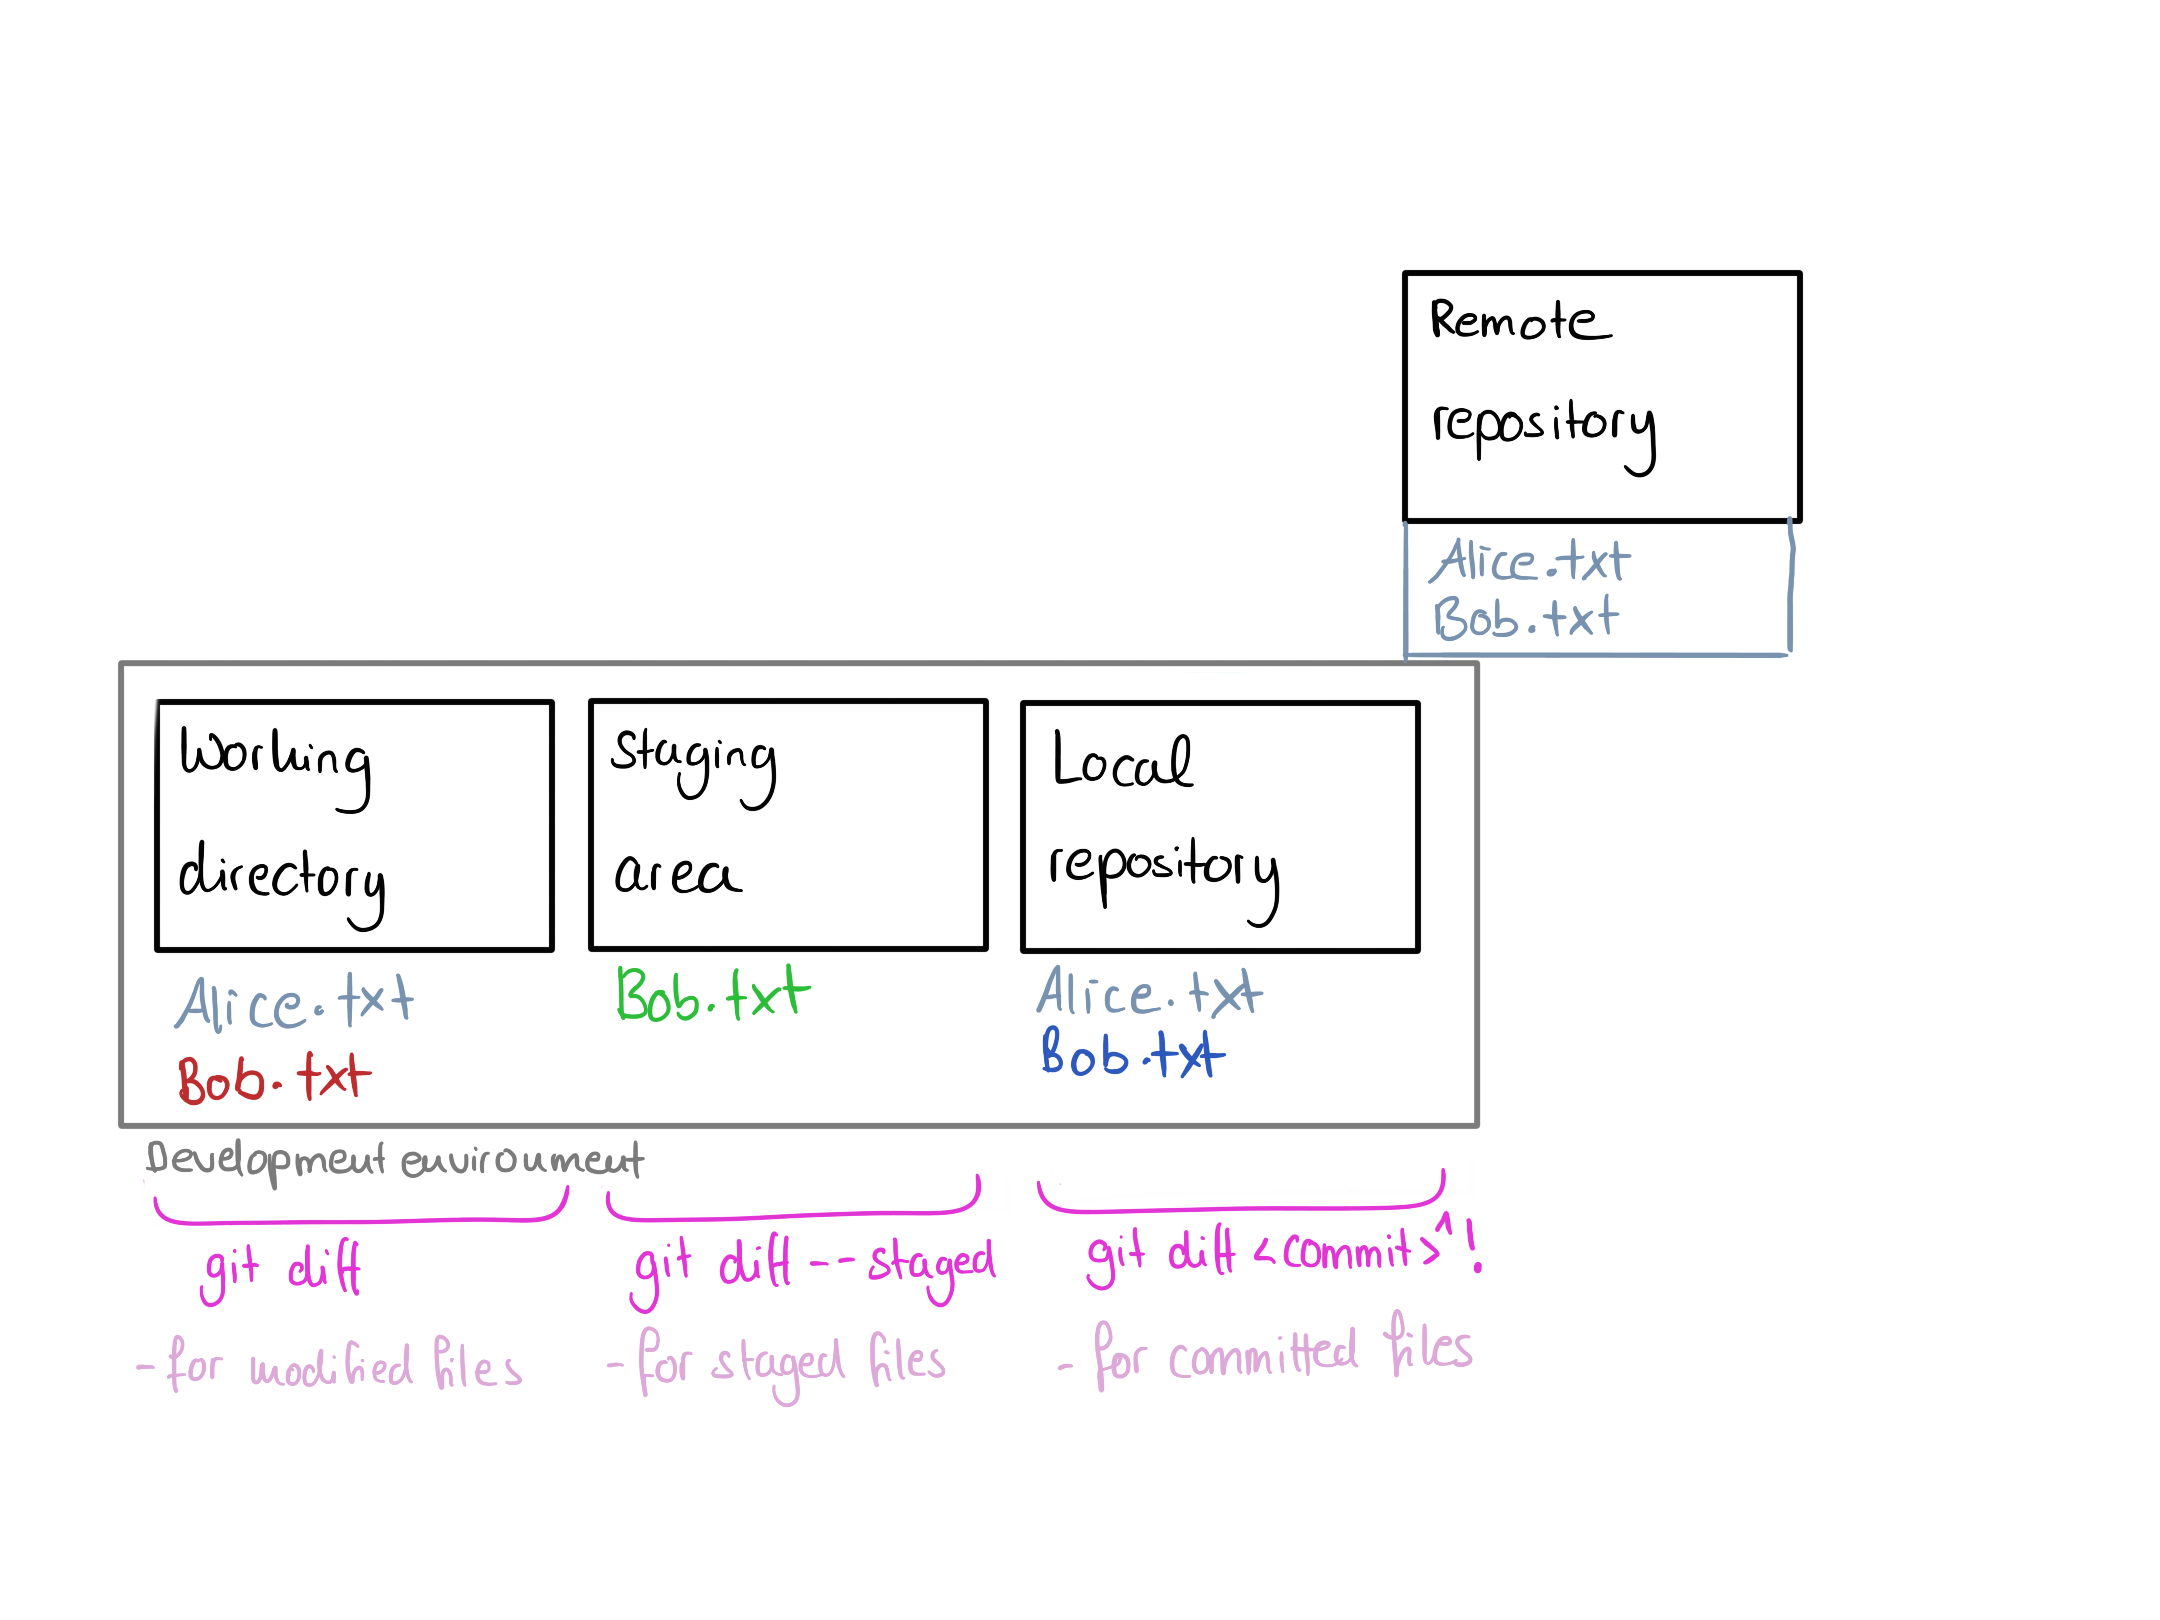 Remote
repository
Alice.txt
Bob.txt
Working
directory
Alice.txt
Bob.txt
Staging
area
Bob.txt
Local
repository
Alice.txt
Bob.txt
Development environment
git diff
- for modified files
git diff --staged
- for staged files
git diff <commit>^!
- for committed files